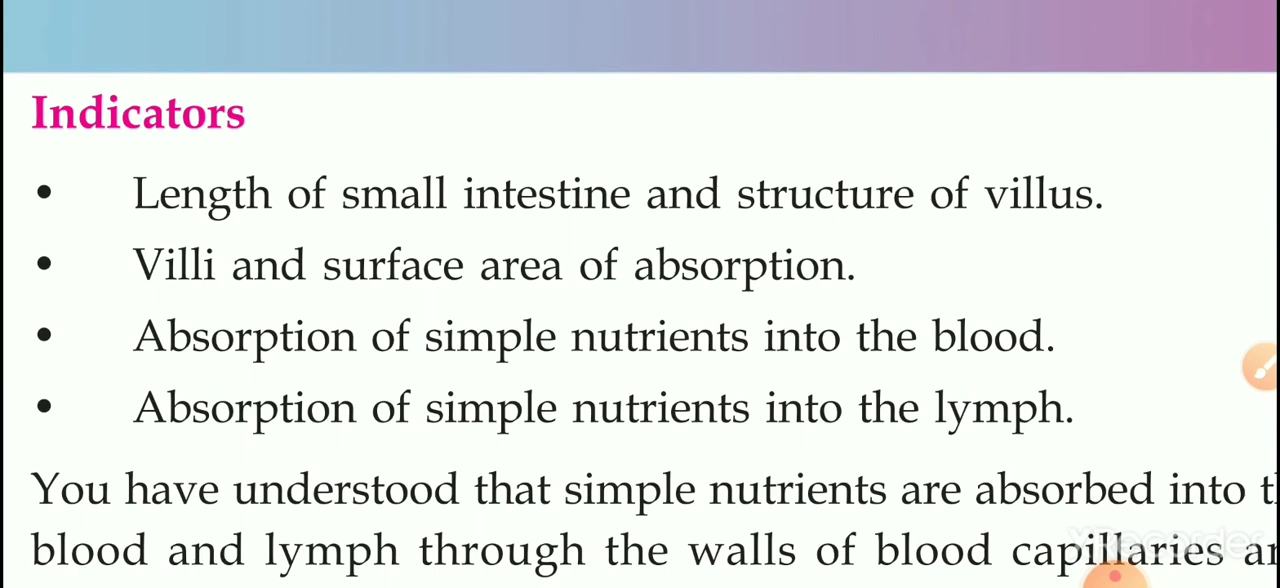 Indicators
• Length of small intestine and structure of villus.
• Villi and surface area of absorption.
• Absorption of simple nutrients into the blood.
• Absorption of simple nutrients into the lymph.
You have understood that simple nutrients are absorbed into
blood and lymph through the walls of blood capillaries
XRecorder